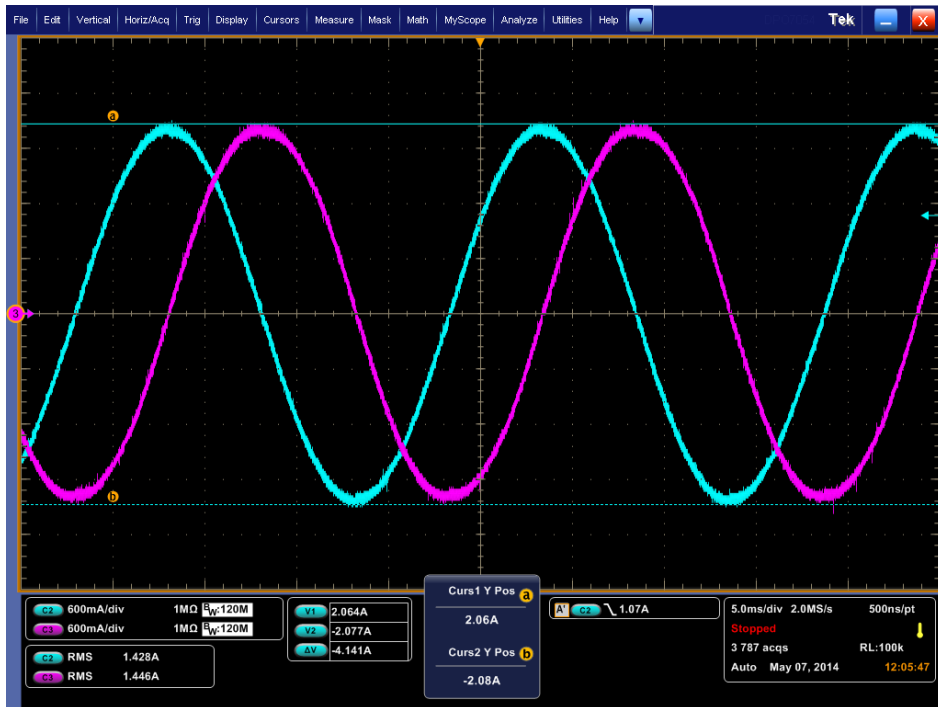 File Edit Vertical Horiz/Acq Trig Display Cursors Measure Mask Math MyScope Analyze Utilities Help Tek X
a
3
b
C2 600mA/div 1MΩ BW:120M
C3 600mA/div 1MΩ BW:120M
C2 RMS 1.428A
C3 RMS 1.446A
V1 2.064A
V2 -2.077A
ΔV -4.141A
Curs1 Y Pos a
2.06A
Curs2 Y Pos b
-2.08A
A' C2 1.07A
5.0ms/div 2.0MS/s 500ns/pt
Stopped
3 787 acqs RL:100k
Auto May 07, 2014 12:05:47